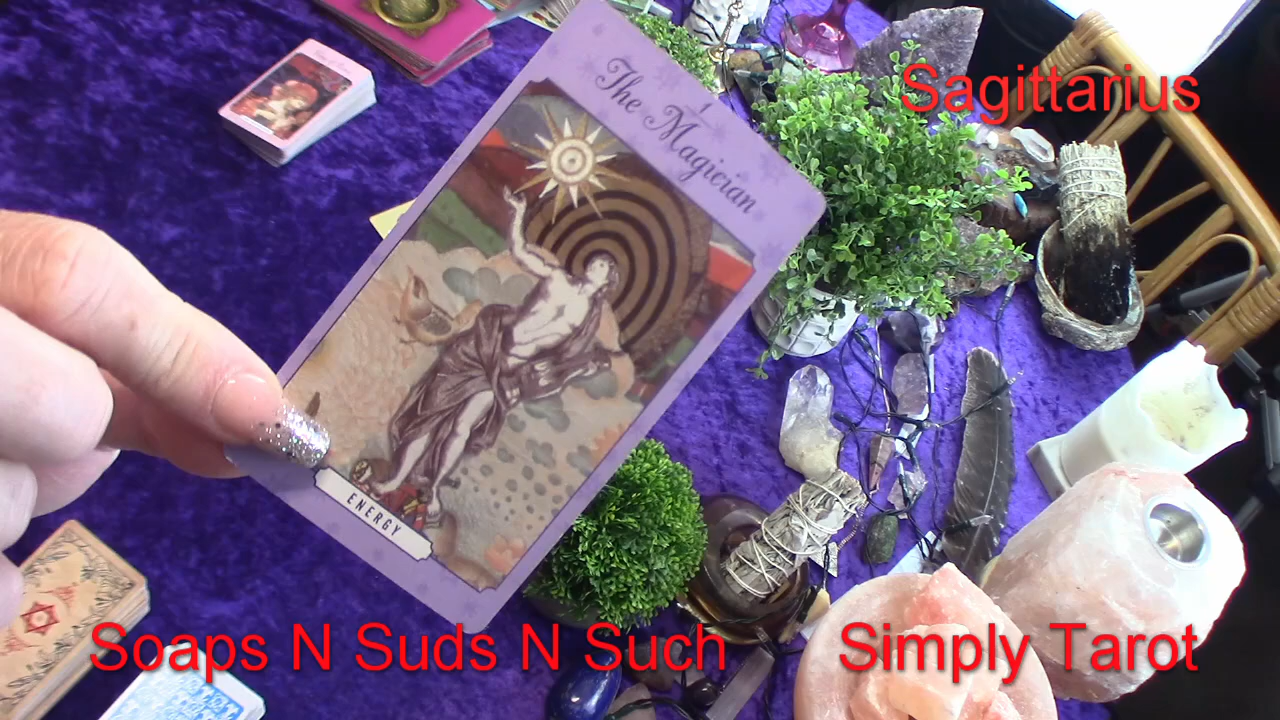 Sagittarius
1
The Magician
ENERGY
Soaps N Suds N Such
Simply Tarot